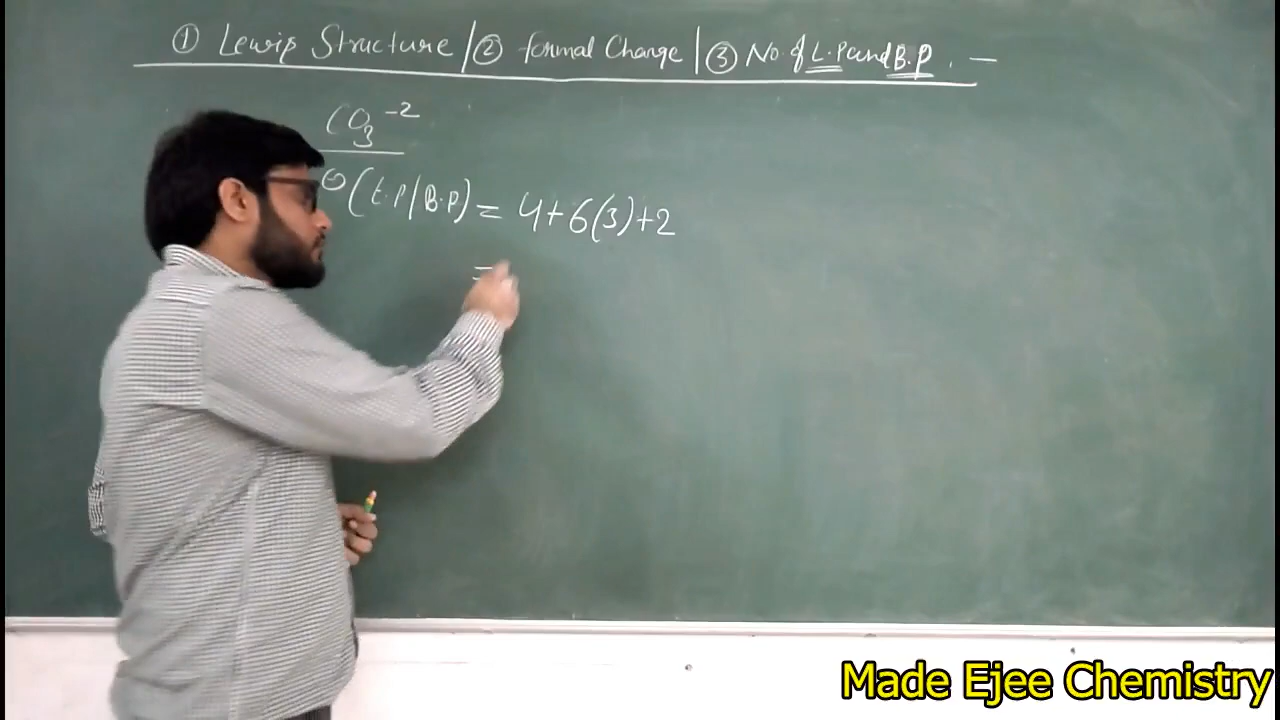 ① Lewis Structure / ② formal Charge / ③ No. of L.P and B.P. —
CO₃⁻²
(L.P/B.P) = 4+6(3)+2
=
Made Ejee Chemistry